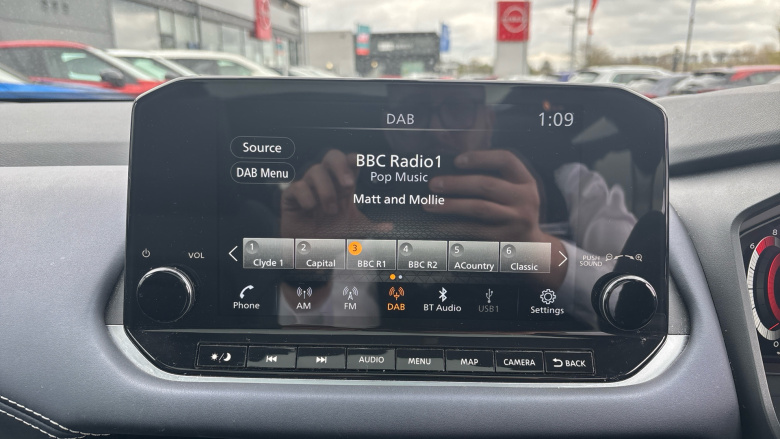 DAB
1:09
Source
DAB Menu
BBC Radio1
Pop Music
Matt and Mollie
1 Clyde 1
2 Capital
3 BBC R1
4 BBC R2
5 ACountry
6 Classic
VOL
PUSH SOUND
Phone
AM
FM
DAB
BT Audio
USB1
Settings
AUDIO
MENU
MAP
CAMERA
BACK